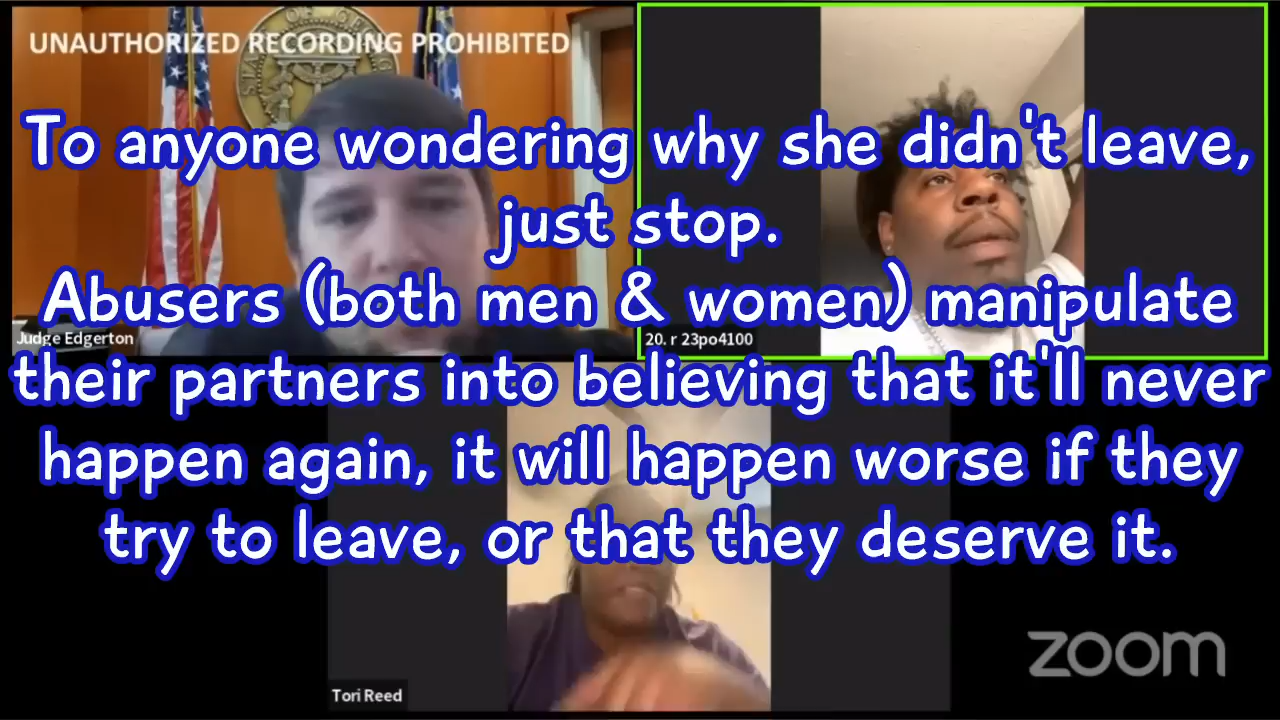 UNAUTHORIZED RECORDING PROHIBITED
To anyone wondering why she didn't leave,
just stop.
Abusers (both men & women) manipulate
their partners into believing that it'll never
happen again, it will happen worse if they
try to leave, or that they deserve it.
Judge Edgerton
20. r 23po4100
Tori Reed
zoom